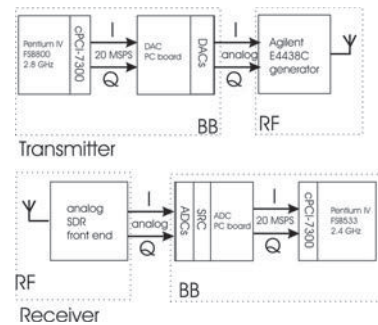 Pentium IV
FSB800
2.8 GHz
cPCI-7300
I
20 MSPS
Q
DAC
PC board
DACs
I
analog
Q
Agilent
E4438C
generator
BB
RF
Transmitter
analog
SDR
front end
I
analog
Q
ADCs
SRC
ADC
PC board
I
20 MSPS
Q
cPCI-7300
Pentium IV
FSB533
2.4 GHz
RF
BB
Receiver